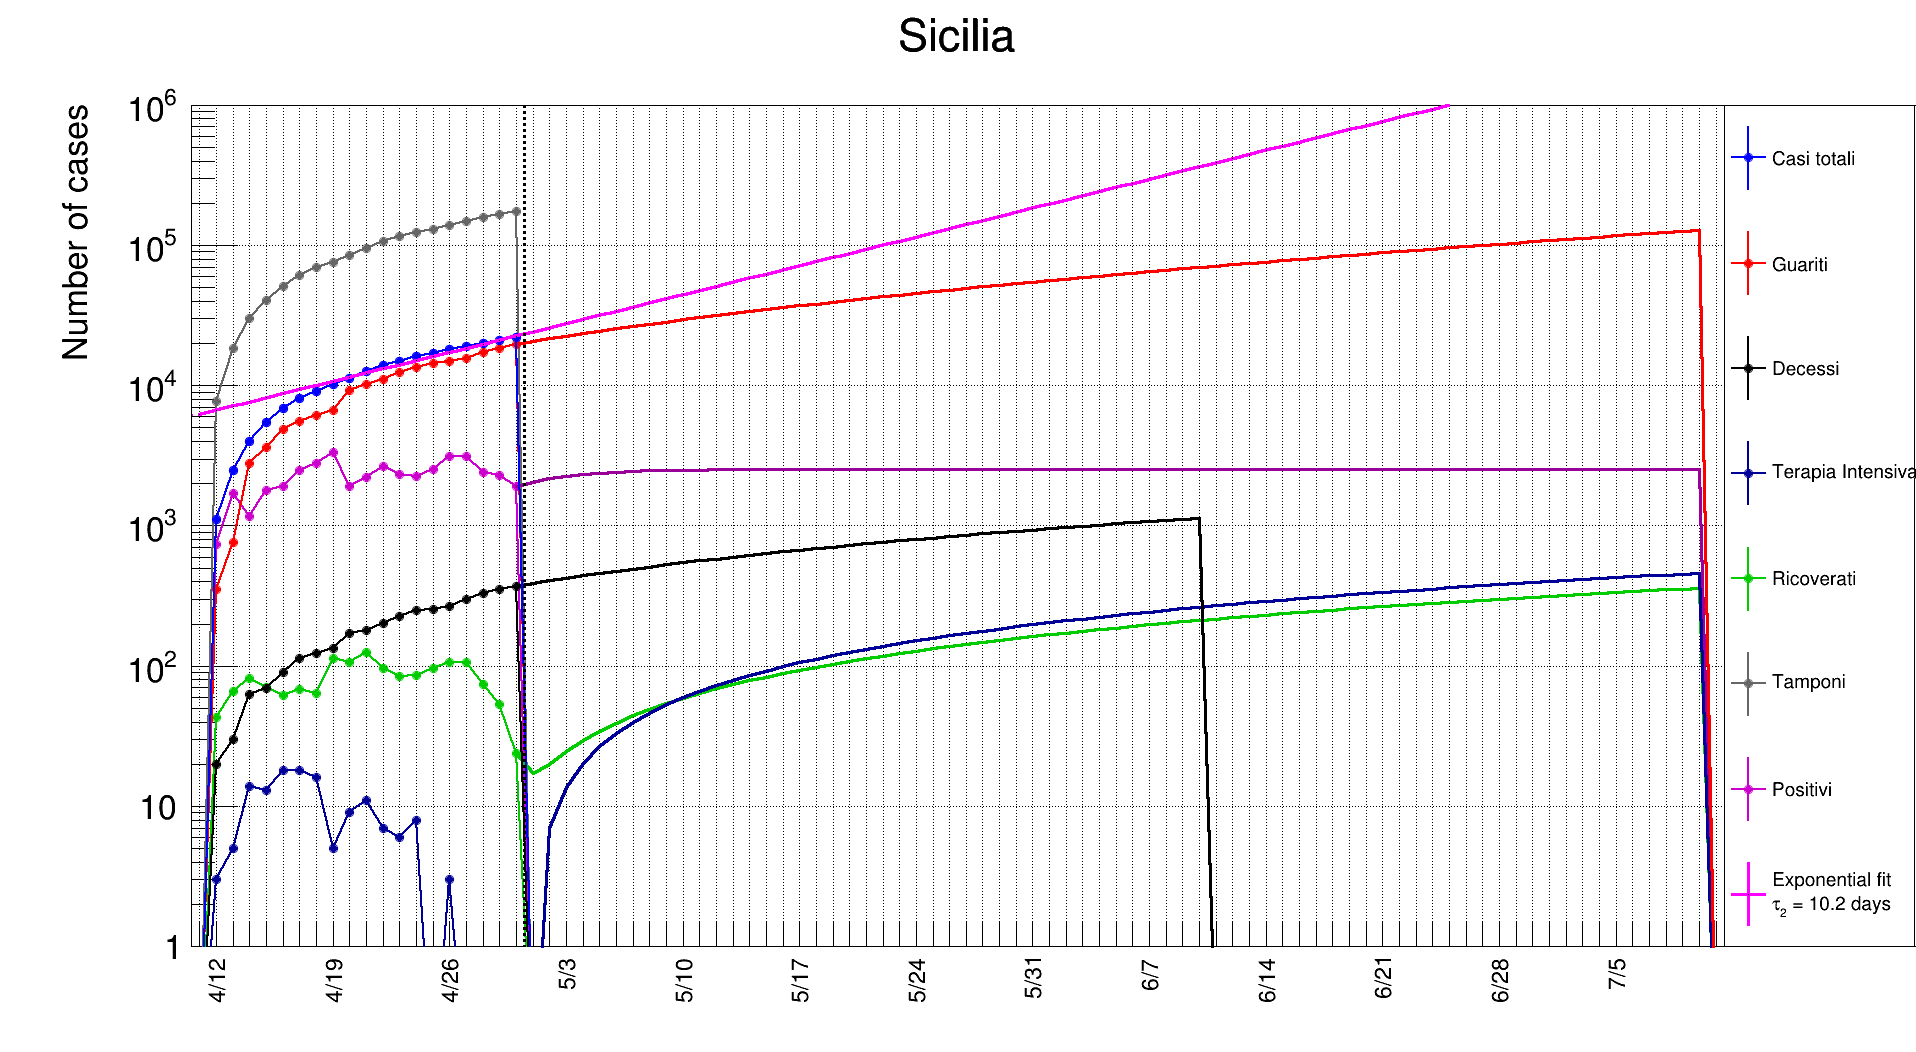 Sicilia
Number of cases
10^6
10^5
10^4
10^3
10^2
10
1
4/12
4/19
4/26
5/3
5/10
5/17
5/24
5/31
6/7
6/14
6/21
6/28
7/5
Casi totali
Guariti
Decessi
Terapia Intensiva
Ricoverati
Tamponi
Positivi
Exponential fit
τ₂ = 10.2 days